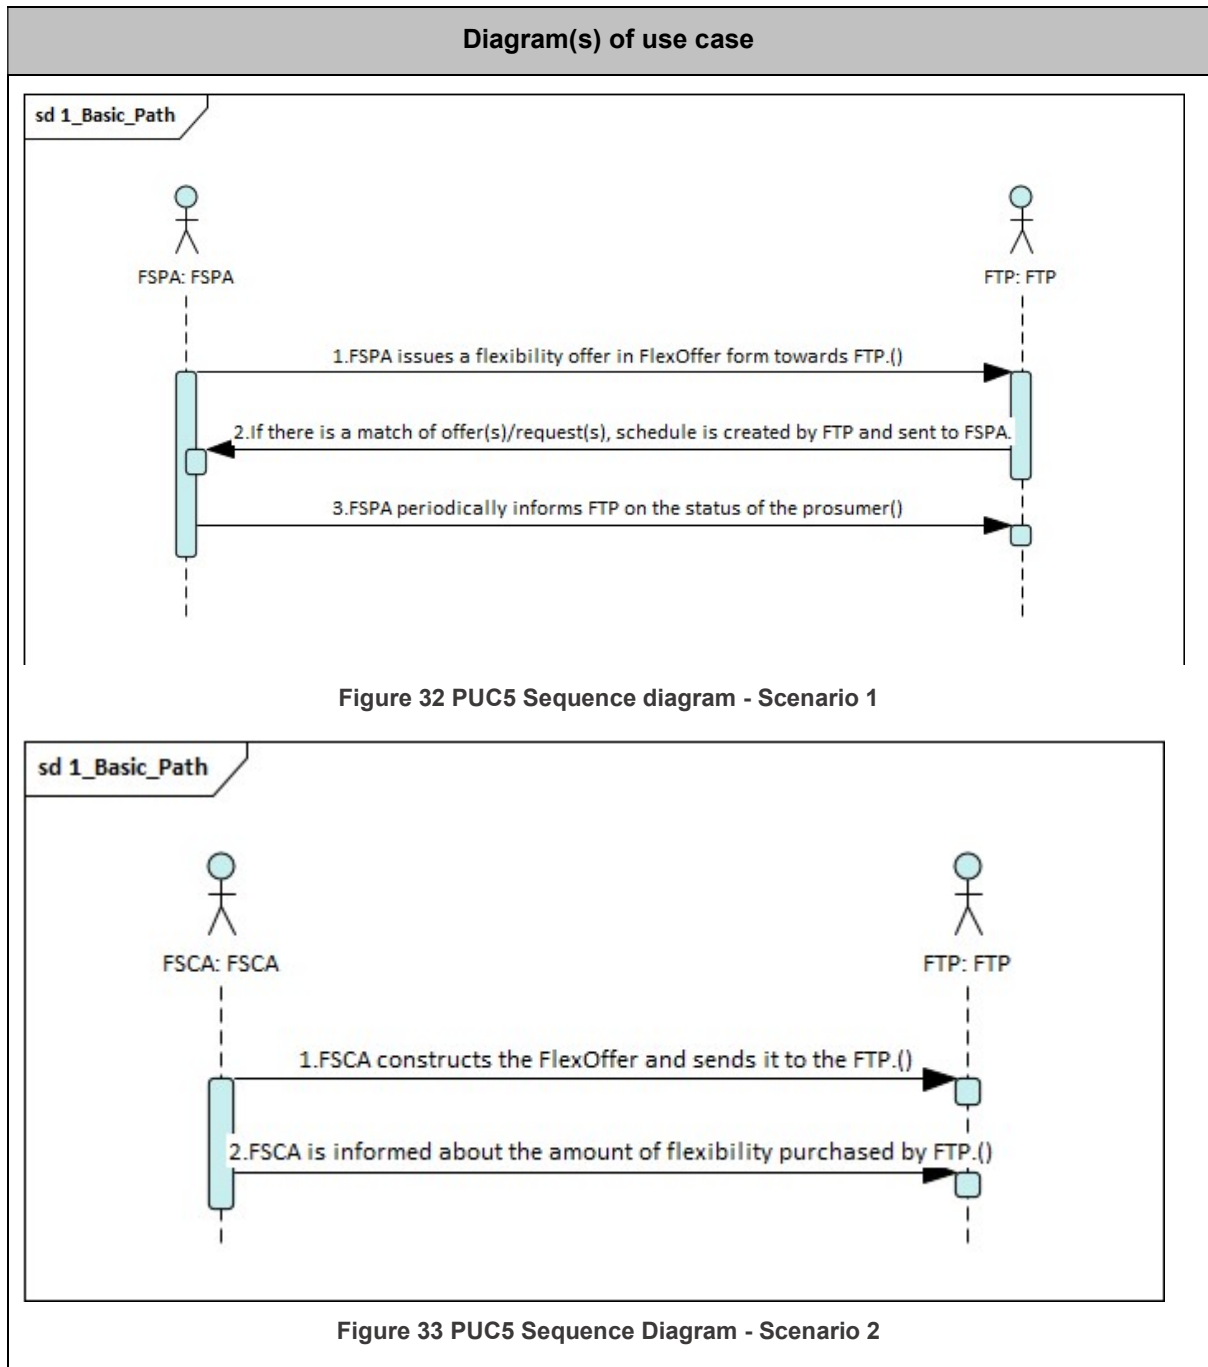 Diagram(s) of use case
sd 1_Basic_Path
FSPA: FSPA
FTP: FTP
1.FSPA issues a flexibility offer in FlexOffer form towards FTP.()
2.If there is a match of offer(s)/request(s), schedule is created by FTP and sent to FSPA.
3.FSPA periodically informs FTP on the status of the prosumer()
Figure 32 PUC5 Sequence diagram - Scenario 1
sd 1_Basic_Path
FSCA: FSCA
FTP: FTP
1.FSCA constructs the FlexOffer and sends it to the FTP.()
2.FSCA is informed about the amount of flexibility purchased by FTP.()
Figure 33 PUC5 Sequence Diagram - Scenario 2